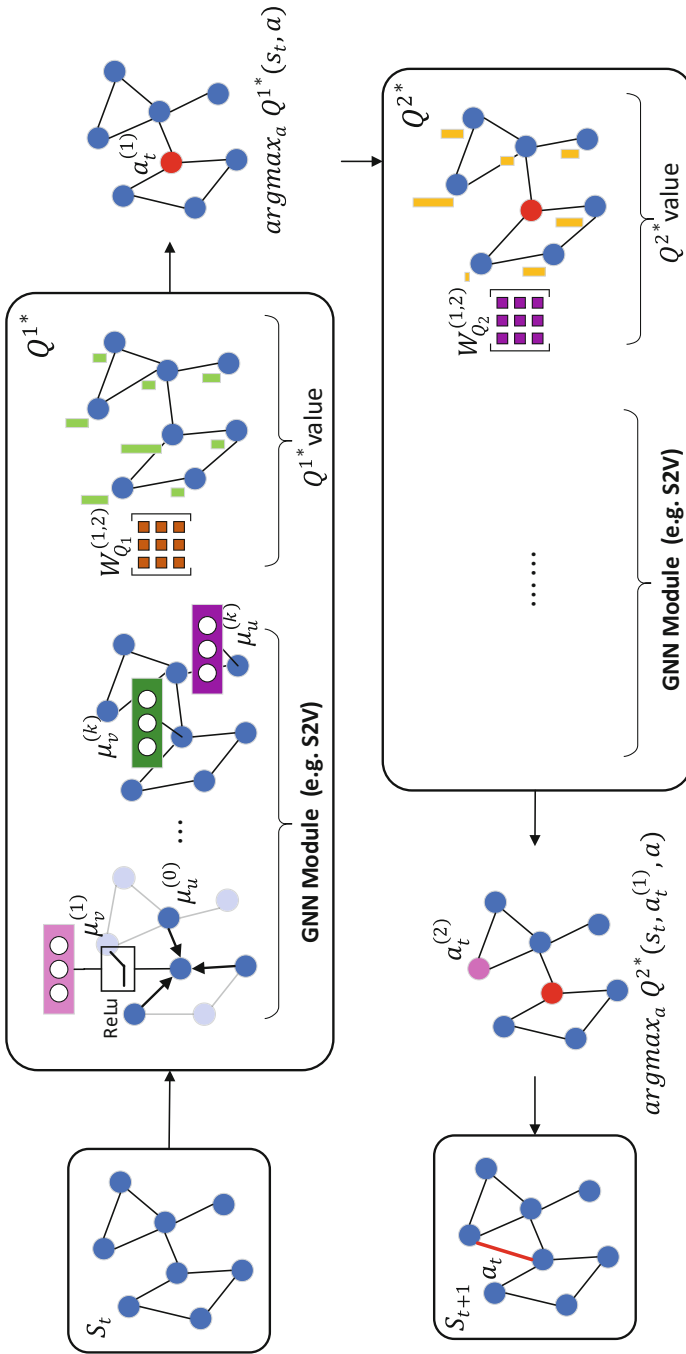 S_t
ReLu
μ_v^{(1)}
μ_u^{(0)}
…
μ_v^{(k)}
μ_u^{(k)}
GNN Module (e.g. S2V)
W_{Q_1}^{(1,2)}
Q^{1*}
Q^{1*} value
a_t^{(1)}
argmax_a Q^{1*}(s_t, a)
Q^{2*}
W_{Q_2}^{(1,2)}
Q^{2*} value
……
GNN Module (e.g. S2V)
a_t^{(2)}
argmax_a Q^{2*}(s_t, a_t^{(1)}, a)
S_{t+1}
a_t